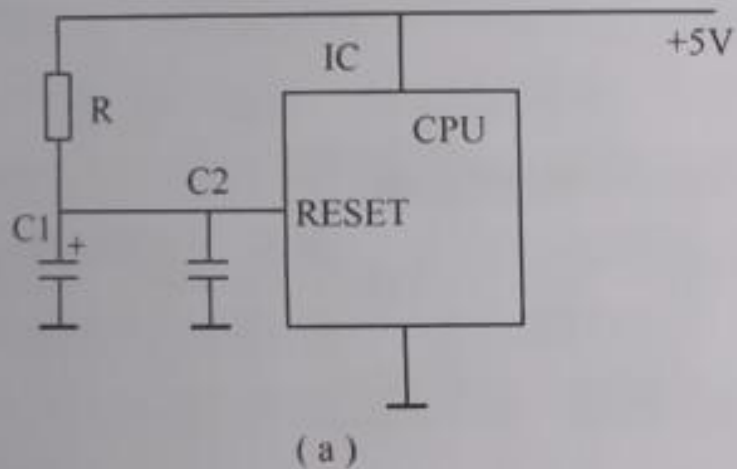 +5V
IC
R
CPU
C2
RESET
C1
+
( a )